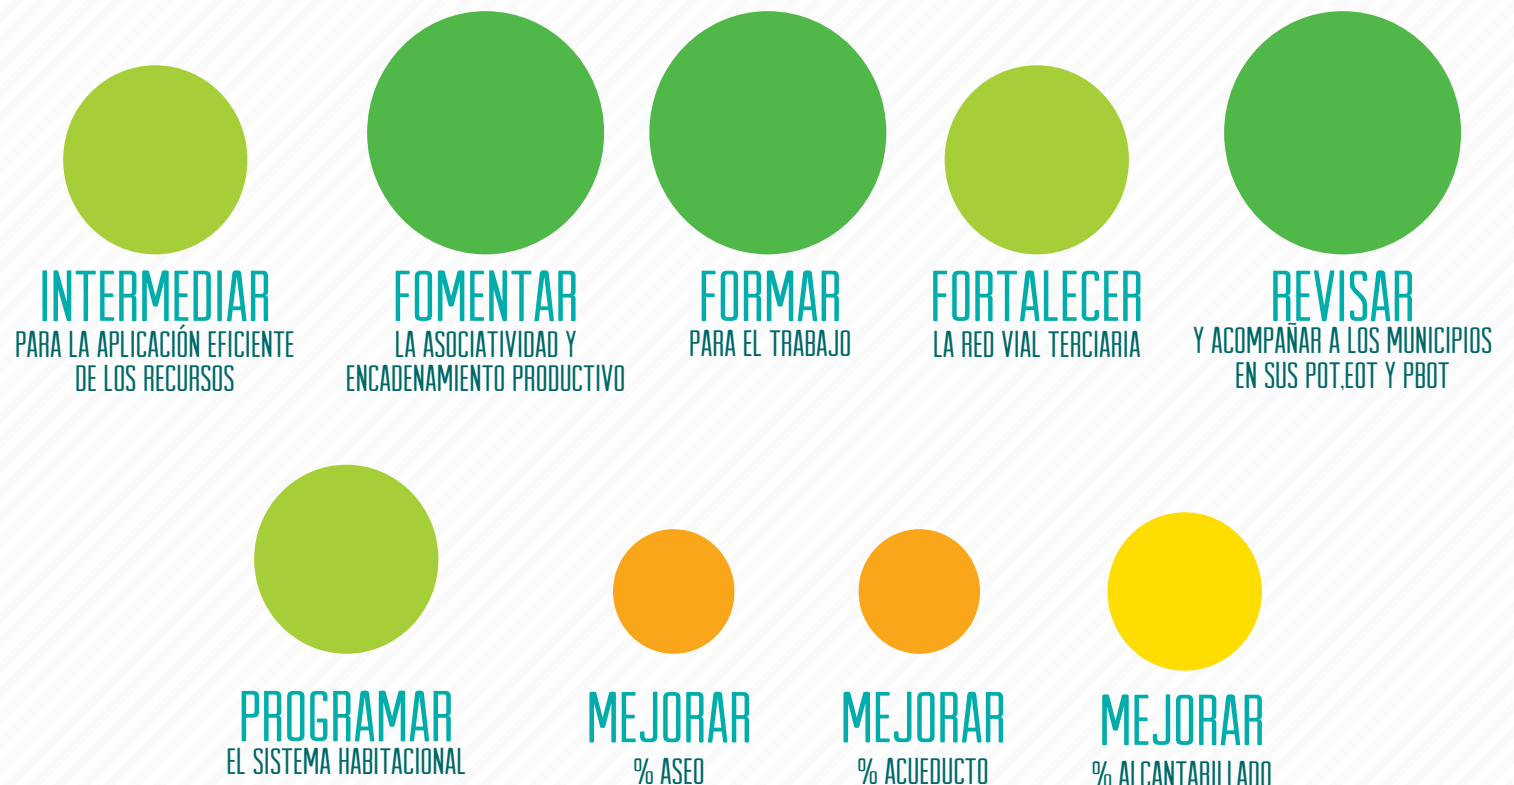 INTERMEDIAR
PARA LA APLICACIÓN EFICIENTE
DE LOS RECURSOS
FOMENTAR
LA ASOCIATIVIDAD Y
ENCADENAMIENTO PRODUCTIVO
FORMAR
PARA EL TRABAJO
FORTALECER
LA RED VIAL TERCIARIA
REVISAR
Y ACOMPAÑAR A LOS MUNICIPIOS
EN SUS POT,EOT Y PBOT
PROGRAMAR
EL SISTEMA HABITACIONAL
MEJORAR
% ASEO
MEJORAR
% ACUEDUCTO
MEJORAR
% ALCANTARILLADO